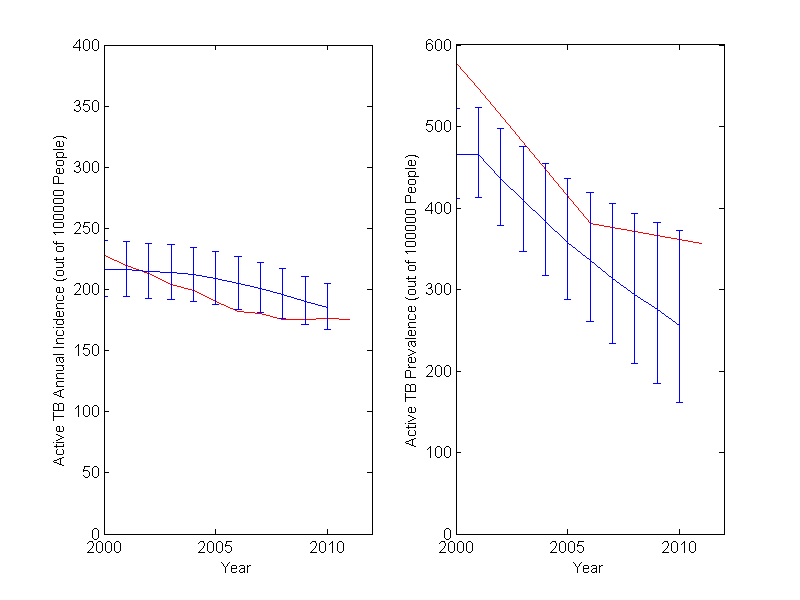 400
350
300
250
200
150
100
50
0
2000 2005 2010
Year
Active TB Annual Incidence (out of 100000 People)
600
500
400
300
200
100
0
2000 2005 2010
Year
Active TB Prevalence (out of 100000 People)